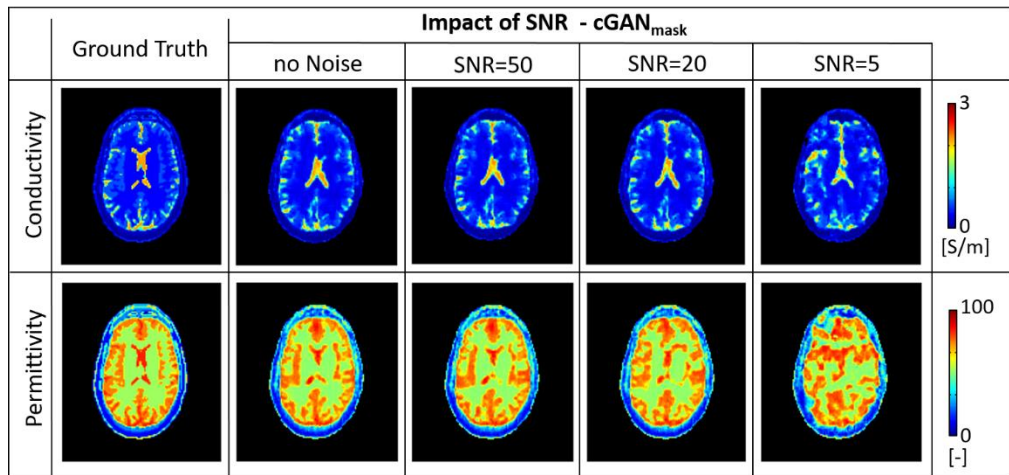 Impact of SNR - cGANmask
Ground Truth
no Noise
SNR=50
SNR=20
SNR=5
Conductivity
3
0
[S/m]
Permittivity
100
0
[-]